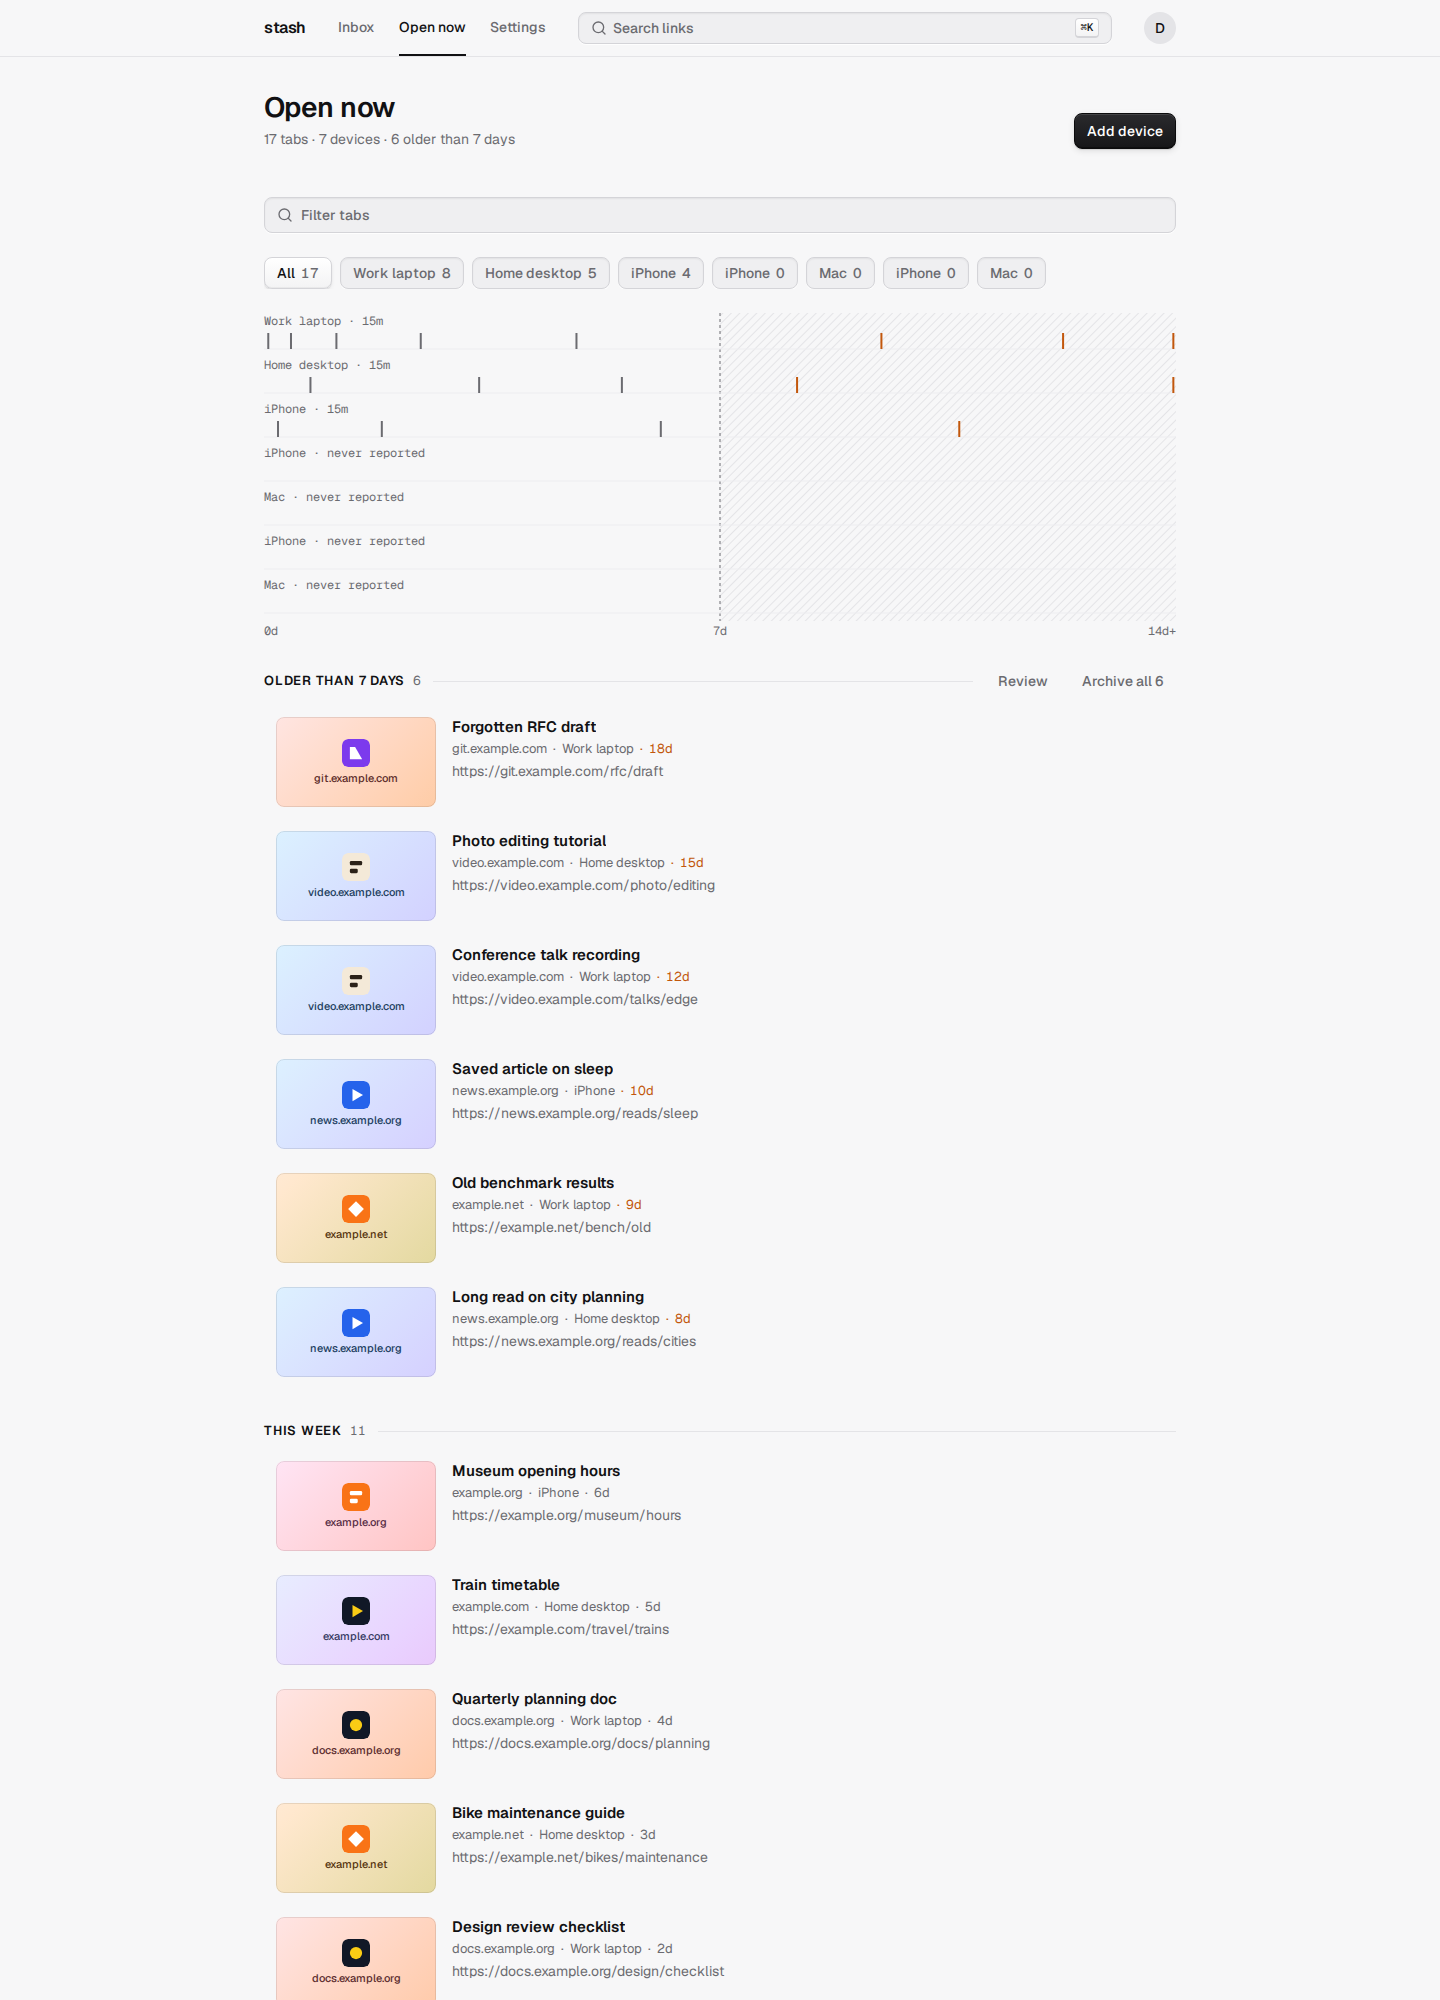 stash Inbox Open now Settings Search links ⌘K D
Open now
17 tabs · 7 devices · 6 older than 7 days
Add device
Filter tabs
All 17 Work laptop 8 Home desktop 5 iPhone 4 iPhone 0 Mac 0 iPhone 0 Mac 0
Work laptop · 15m
Home desktop · 15m
iPhone · 15m
iPhone · never reported
Mac · never reported
iPhone · never reported
Mac · never reported
0d 7d 14d+
OLDER THAN 7 DAYS 6 Review Archive all 6
git.example.com
Forgotten RFC draft
git.example.com · Work laptop · 18d
https://git.example.com/rfc/draft
video.example.com
Photo editing tutorial
video.example.com · Home desktop · 15d
https://video.example.com/photo/editing
video.example.com
Conference talk recording
video.example.com · Work laptop · 12d
https://video.example.com/talks/edge
news.example.org
Saved article on sleep
news.example.org · iPhone · 10d
https://news.example.org/reads/sleep
example.net
Old benchmark results
example.net · Work laptop · 9d
https://example.net/bench/old
news.example.org
Long read on city planning
news.example.org · Home desktop · 8d
https://news.example.org/reads/cities
THIS WEEK 11
example.org
Museum opening hours
example.org · iPhone · 6d
https://example.org/museum/hours
example.com
Train timetable
example.com · Home desktop · 5d
https://example.com/travel/trains
docs.example.org
Quarterly planning doc
docs.example.org · Work laptop · 4d
https://docs.example.org/docs/planning
example.net
Bike maintenance guide
example.net · Home desktop · 3d
https://example.net/bikes/maintenance
docs.example.org
Design review checklist
docs.example.org · Work laptop · 2d
https://docs.example.org/design/checklist